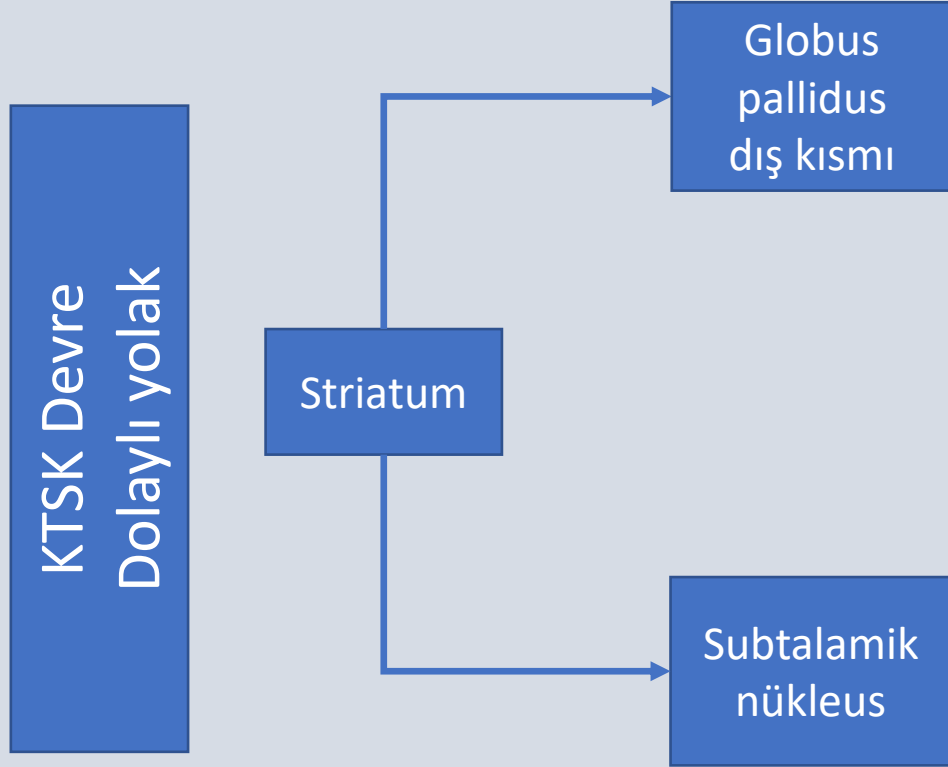 KTSK Devre
Dolaylı yolak
Striatum
Globus
pallidus
dış kısmı
Subtalamik
nükleus